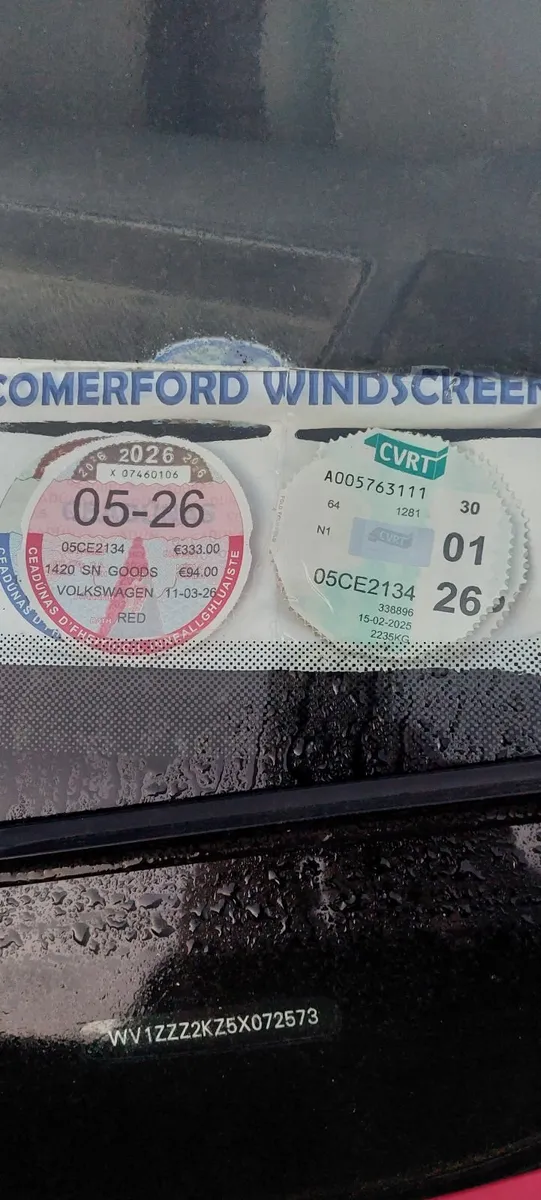 COMERFORD WINDSCREEN
2026
X 07460106
05-26
05CE2134 €333.00
1420 SN GOODS €94.00
VOLKSWAGEN 11-03-26
RED
CEADÚNAS
CVRT
A005763111
64 1281 30
N1 CVRT 01
05CE2134 26
338896
15-02-2025
2235KG
WV1ZZZ2KZ5X072573